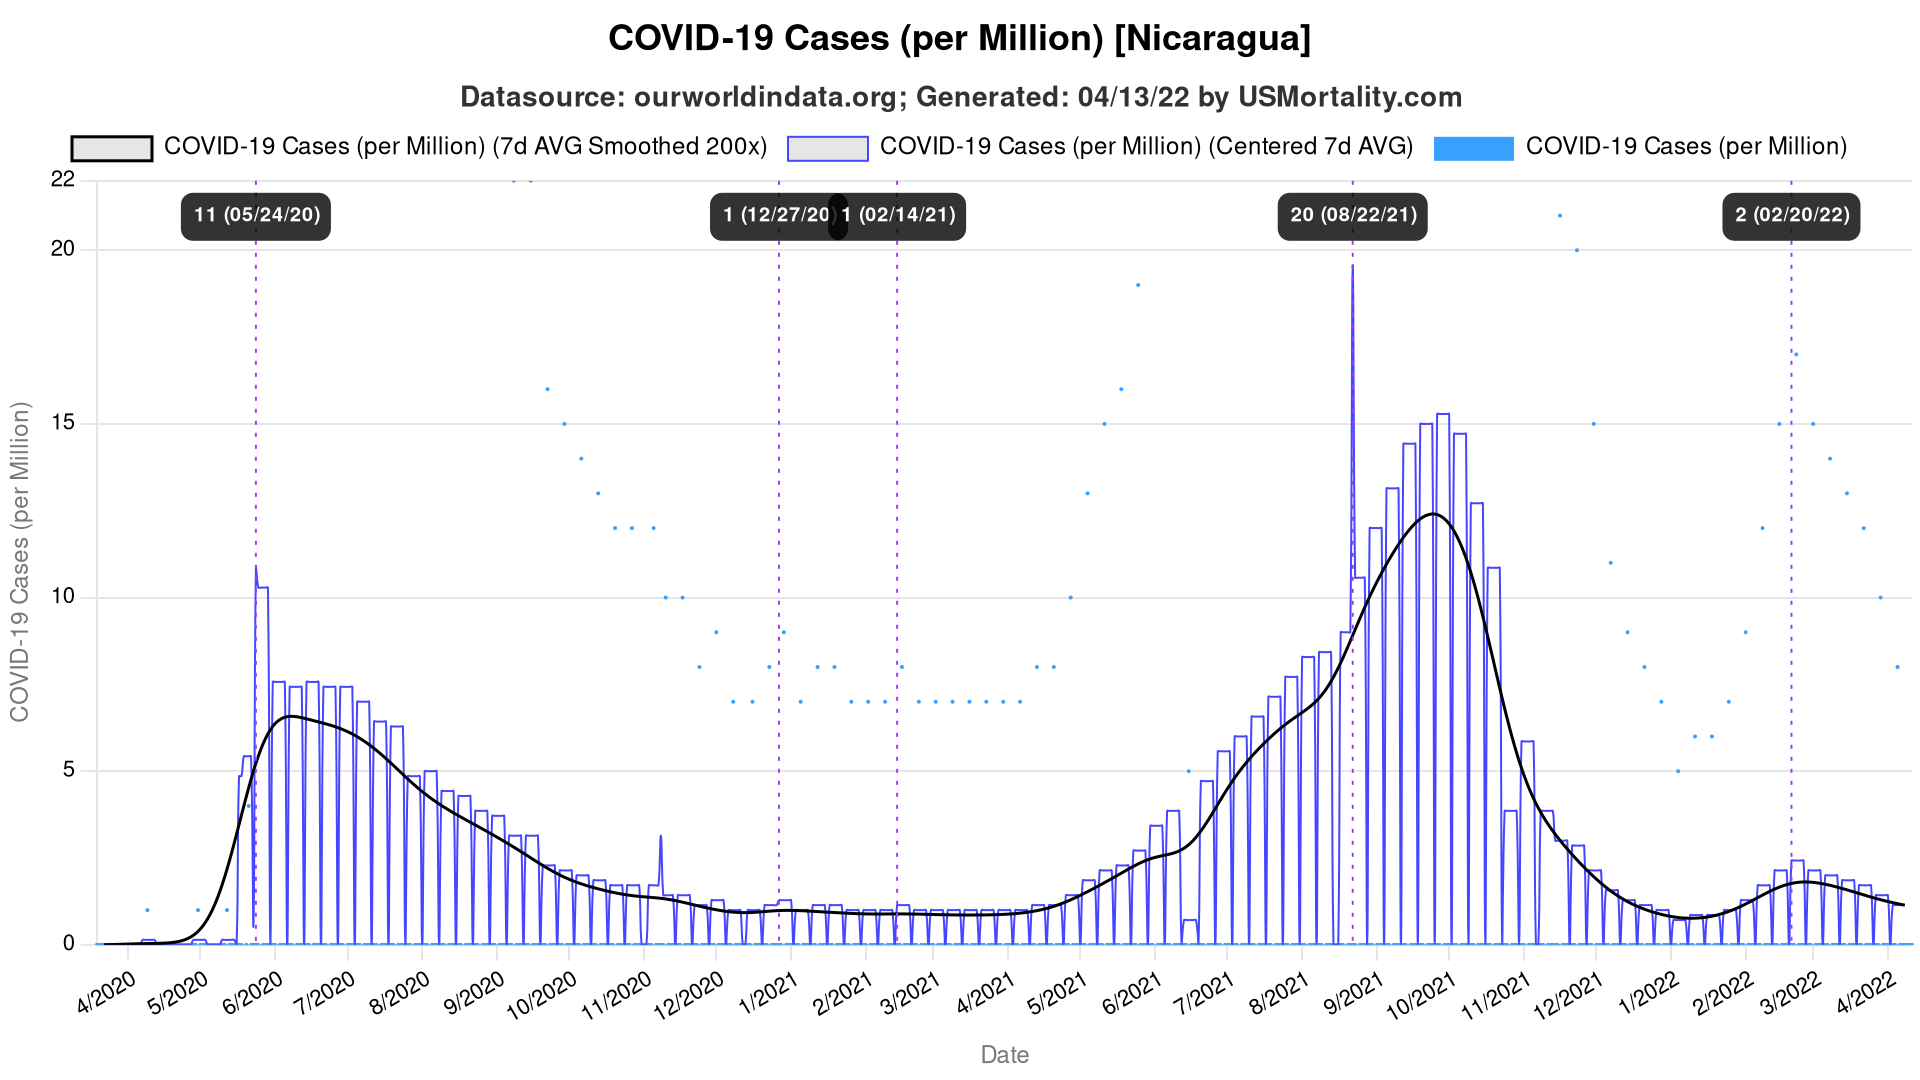 COVID-19 Cases (per Million) [Nicaragua]
Datasource: ourworldindata.org; Generated: 04/13/22 by USMortality.com
COVID-19 Cases (per Million) (7d AVG Smoothed 200x) COVID-19 Cases (per Million) (Centered 7d AVG) COVID-19 Cases (per Million)
22
11 (05/24/20) 1 (12/27/20) 1 (02/14/21) 20 (08/22/21) 2 (02/20/22)
20
15
10
5
0
COVID-19 Cases (per Million)
4/2020 5/2020 6/2020 7/2020 8/2020 9/2020 10/2020 11/2020 12/2020 1/2021 2/2021 3/2021 4/2021 5/2021 6/2021 7/2021 8/2021 9/2021 10/2021 11/2021 12/2021 1/2022 2/2022 3/2022 4/2022
Date